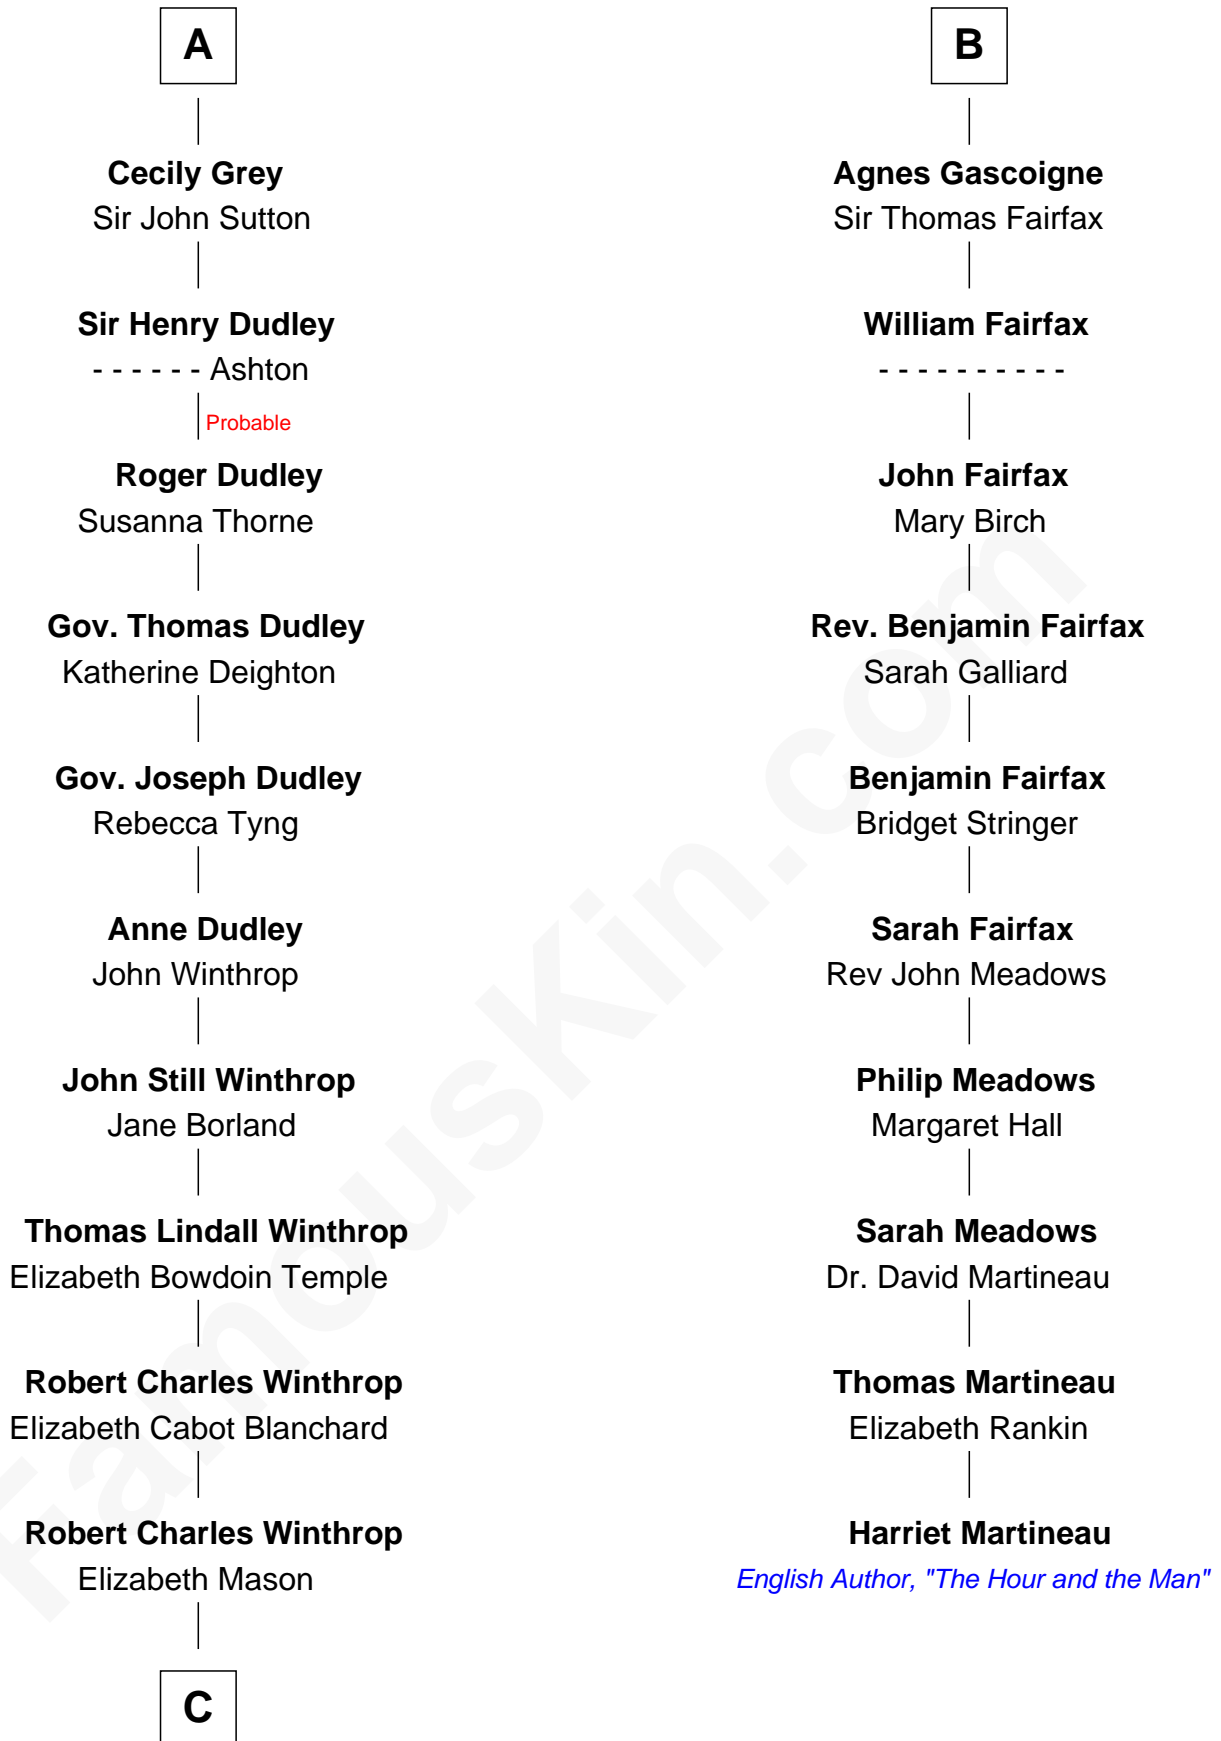 A
Cecily Grey
Sir John Sutton
Sir Henry Dudley
- - - - - - Ashton
Probable
Roger Dudley
Susanna Thorne
Gov. Thomas Dudley
Katherine Deighton
Gov. Joseph Dudley
Rebecca Tyng
Anne Dudley
John Winthrop
John Still Winthrop
Jane Borland
Thomas Lindall Winthrop
Elizabeth Bowdoin Temple
Robert Charles Winthrop
Elizabeth Cabot Blanchard
Robert Charles Winthrop
Elizabeth Mason
C
B
Agnes Gascoigne
Sir Thomas Fairfax
William Fairfax
- - - - - - - - - -
John Fairfax
Mary Birch
Rev. Benjamin Fairfax
Sarah Galliard
Benjamin Fairfax
Bridget Stringer
Sarah Fairfax
Rev John Meadows
Philip Meadows
Margaret Hall
Sarah Meadows
Dr. David Martineau
Thomas Martineau
Elizabeth Rankin
Harriet Martineau
English Author, "The Hour and the Man"
FamousKin.com